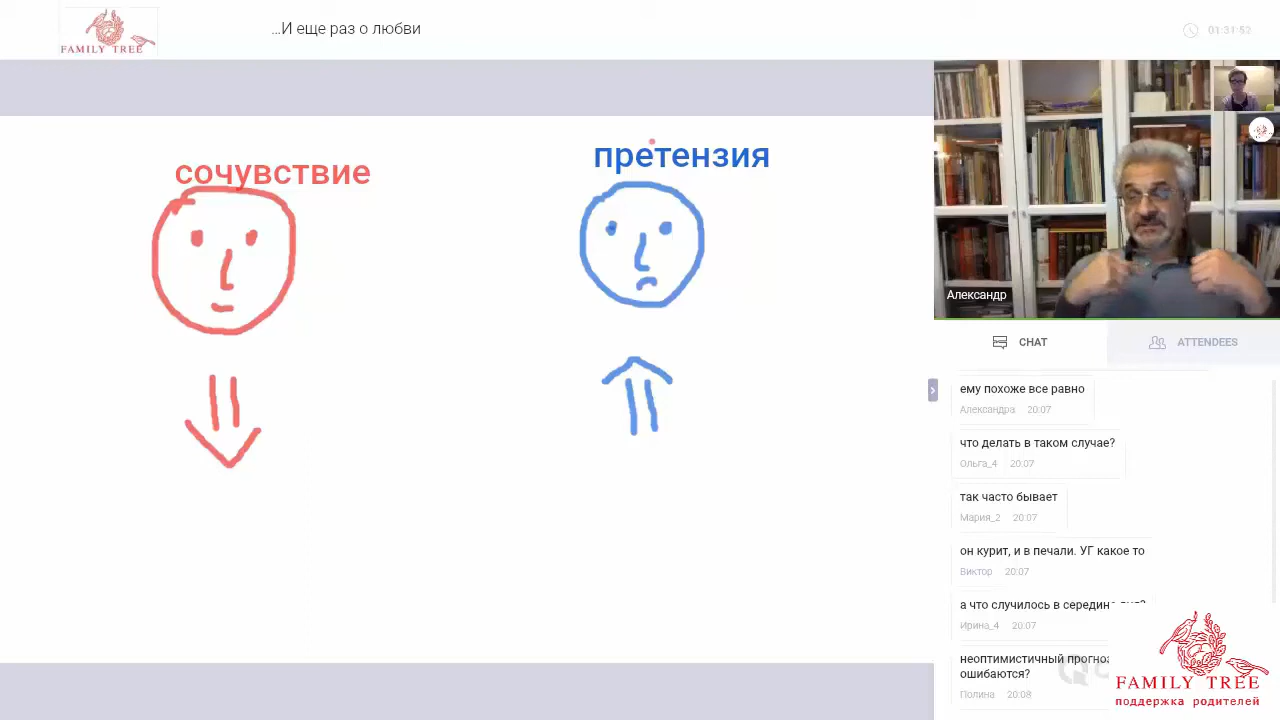 FAMILY TREE
...И еще раз о любви
01:31:52
сочувствие
претензия
Александр
CHAT
ATTENDEES
ему похоже все равно
Александра 20:07
что делать в таком случае?
Ольга_4 20:07
так часто бывает
Мария_2 20:07
он курит, и в печали. УГ какое то
Виктор 20:07
а что случилось в середине дня?
Ирина_4 20:07
неоптимистичный прогноз
ошибаются?
Полина 20:08
FAMILY TREE
поддержка родителей